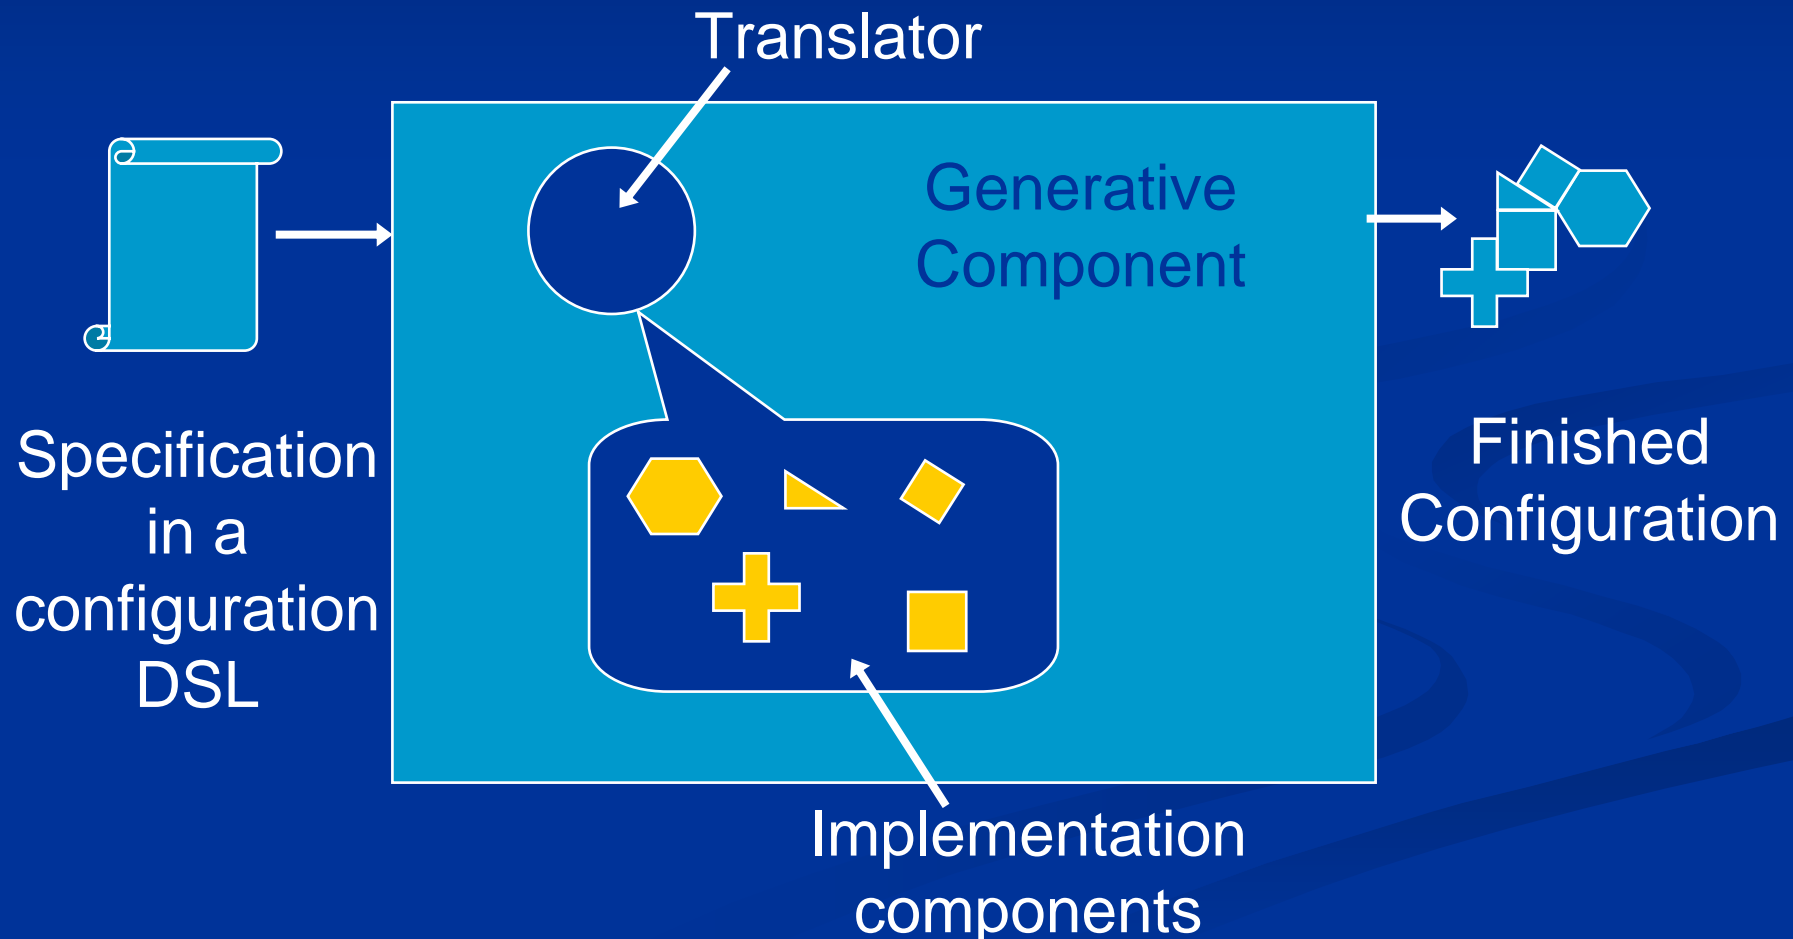 Translator
Generative
Component
Specification
in a
configuration
DSL
Finished
Configuration
Implementation
components